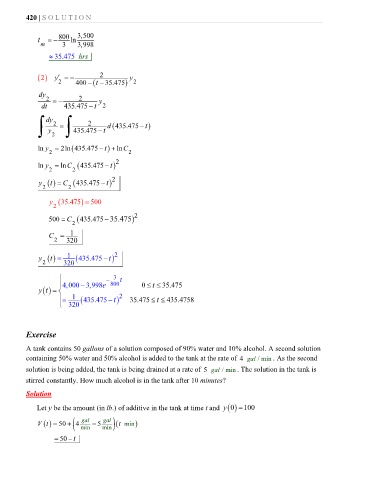 420 | S O L U T I O N
t_m = -\frac{800}{3} \ln \frac{3,500}{3,998}
≈ 35.475 hrs
(2) y'_2 = -\frac{2}{400 - (t - 35.475)} y_2
\frac{dy_2}{dt} = -\frac{2}{435.475 - t} y_2
\int \frac{dy_2}{y_2} = \int \frac{2}{435.475 - t} d(435.475 - t)
\ln y_2 = 2\ln(435.475 - t) + \ln C_2
\ln y_2 = \ln C_2 (435.475 - t)^2
y_2(t) = C_2 (435.475 - t)^2
y_2(35.475) = 500
500 = C_2 (435.475 - 35.475)^2
C_2 = \frac{1}{320}
y_2(t) = \frac{1}{320} (435.475 - t)^2
y(t) = \begin{cases} 4,000 - 3,998e^{-\frac{3}{800}t} & 0 ≤ t ≤ 35.475 \\ = \frac{1}{320} (435.475 - t)^2 & 35.475 ≤ t ≤ 435.4758 \end{cases}
Exercise
A tank contains 50 gallons of a solution composed of 90% water and 10% alcohol. A second solution
containing 50% water and 50% alcohol is added to the tank at the rate of 4 gal / min. As the second
solution is being added, the tank is being drained at a rate of 5 gal / min. The solution in the tank is
stirred constantly. How much alcohol is in the tank after 10 minutes?
Solution
Let y be the amount (in lb.) of additive in the tank at time t and y(0) = 100
V(t) = 50 + (4 \frac{gal}{min} - 5 \frac{gal}{min})(t min)
= 50 - t